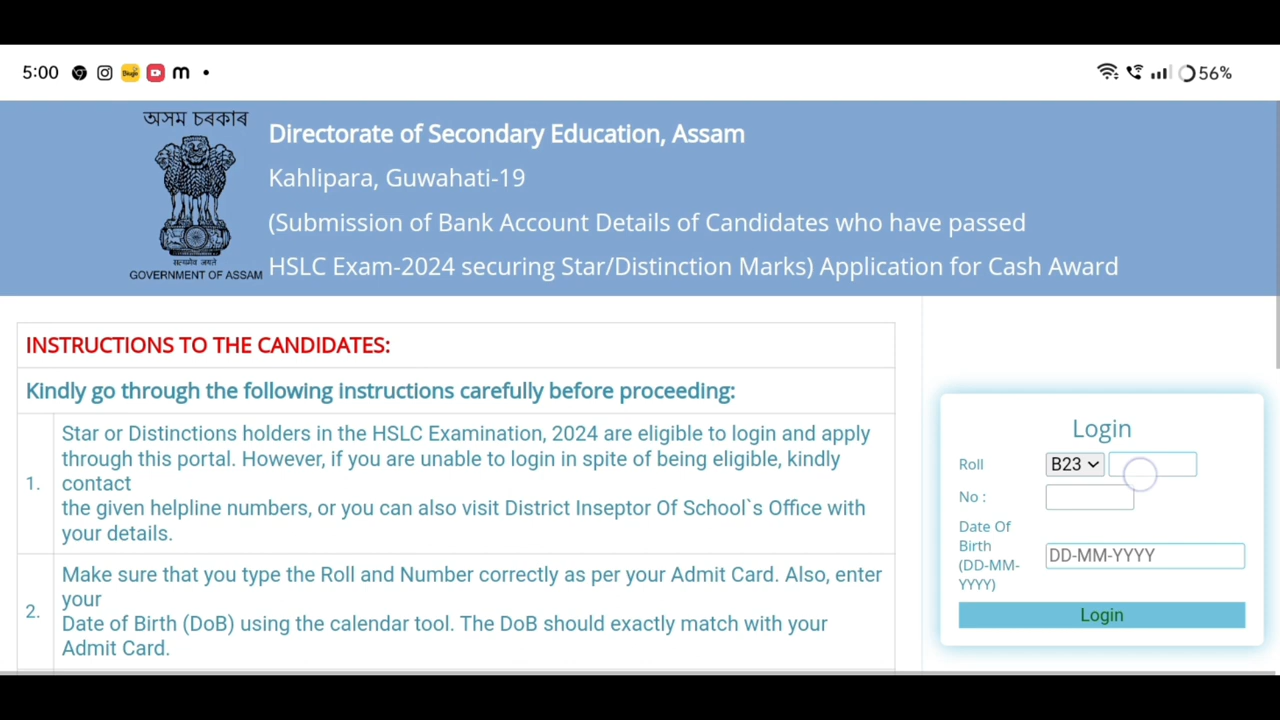 5:00
56%
অসম চৰকাৰ
सत्यमेव जयते
GOVERNMENT OF ASSAM
Directorate of Secondary Education, Assam
Kahlipara, Guwahati-19
(Submission of Bank Account Details of Candidates who have passed
HSLC Exam-2024 securing Star/Distinction Marks) Application for Cash Award
INSTRUCTIONS TO THE CANDIDATES:
Kindly go through the following instructions carefully before proceeding:
1.
Star or Distinctions holders in the HSLC Examination, 2024 are eligible to login and apply
through this portal. However, if you are unable to login in spite of being eligible, kindly
contact
the given helpline numbers, or you can also visit District Inseptor Of School`s Office with
your details.
2.
Make sure that you type the Roll and Number correctly as per your Admit Card. Also, enter
your
Date of Birth (DoB) using the calendar tool. The DoB should exactly match with your
Admit Card.
Login
Roll
B23
No :
Date Of
Birth
(DD-MM-
YYYY)
DD-MM-YYYY
Login